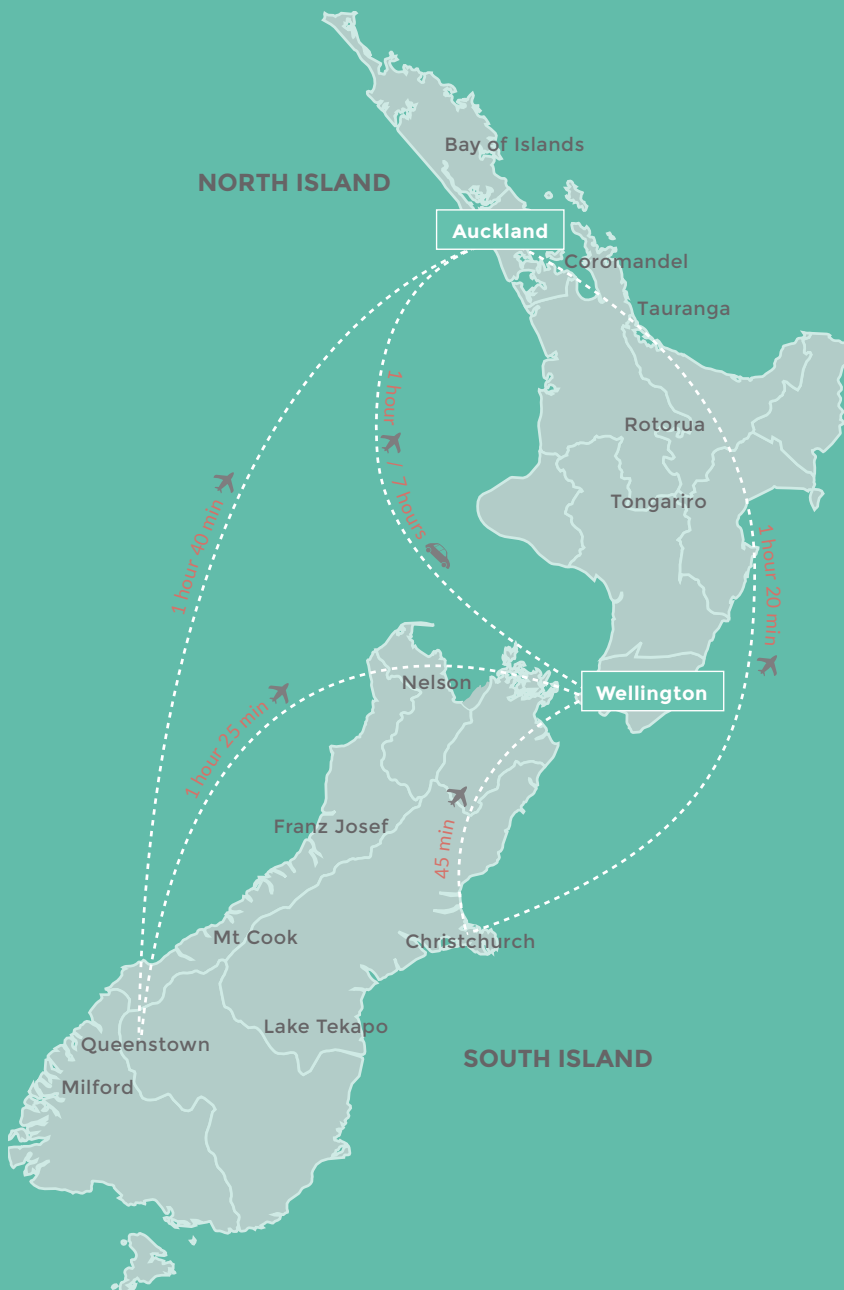 Bay of Islands
NORTH ISLAND
Auckland
Coromandel
Tauranga
1 hour / 7 hours
Rotorua
1 hour 40 min
Tongariro
1 hour 20 min
Nelson
Wellington
1 hour 25 min
Franz Josef
45 min
Mt Cook
Christchurch
Lake Tekapo
Queenstown
SOUTH ISLAND
Milford